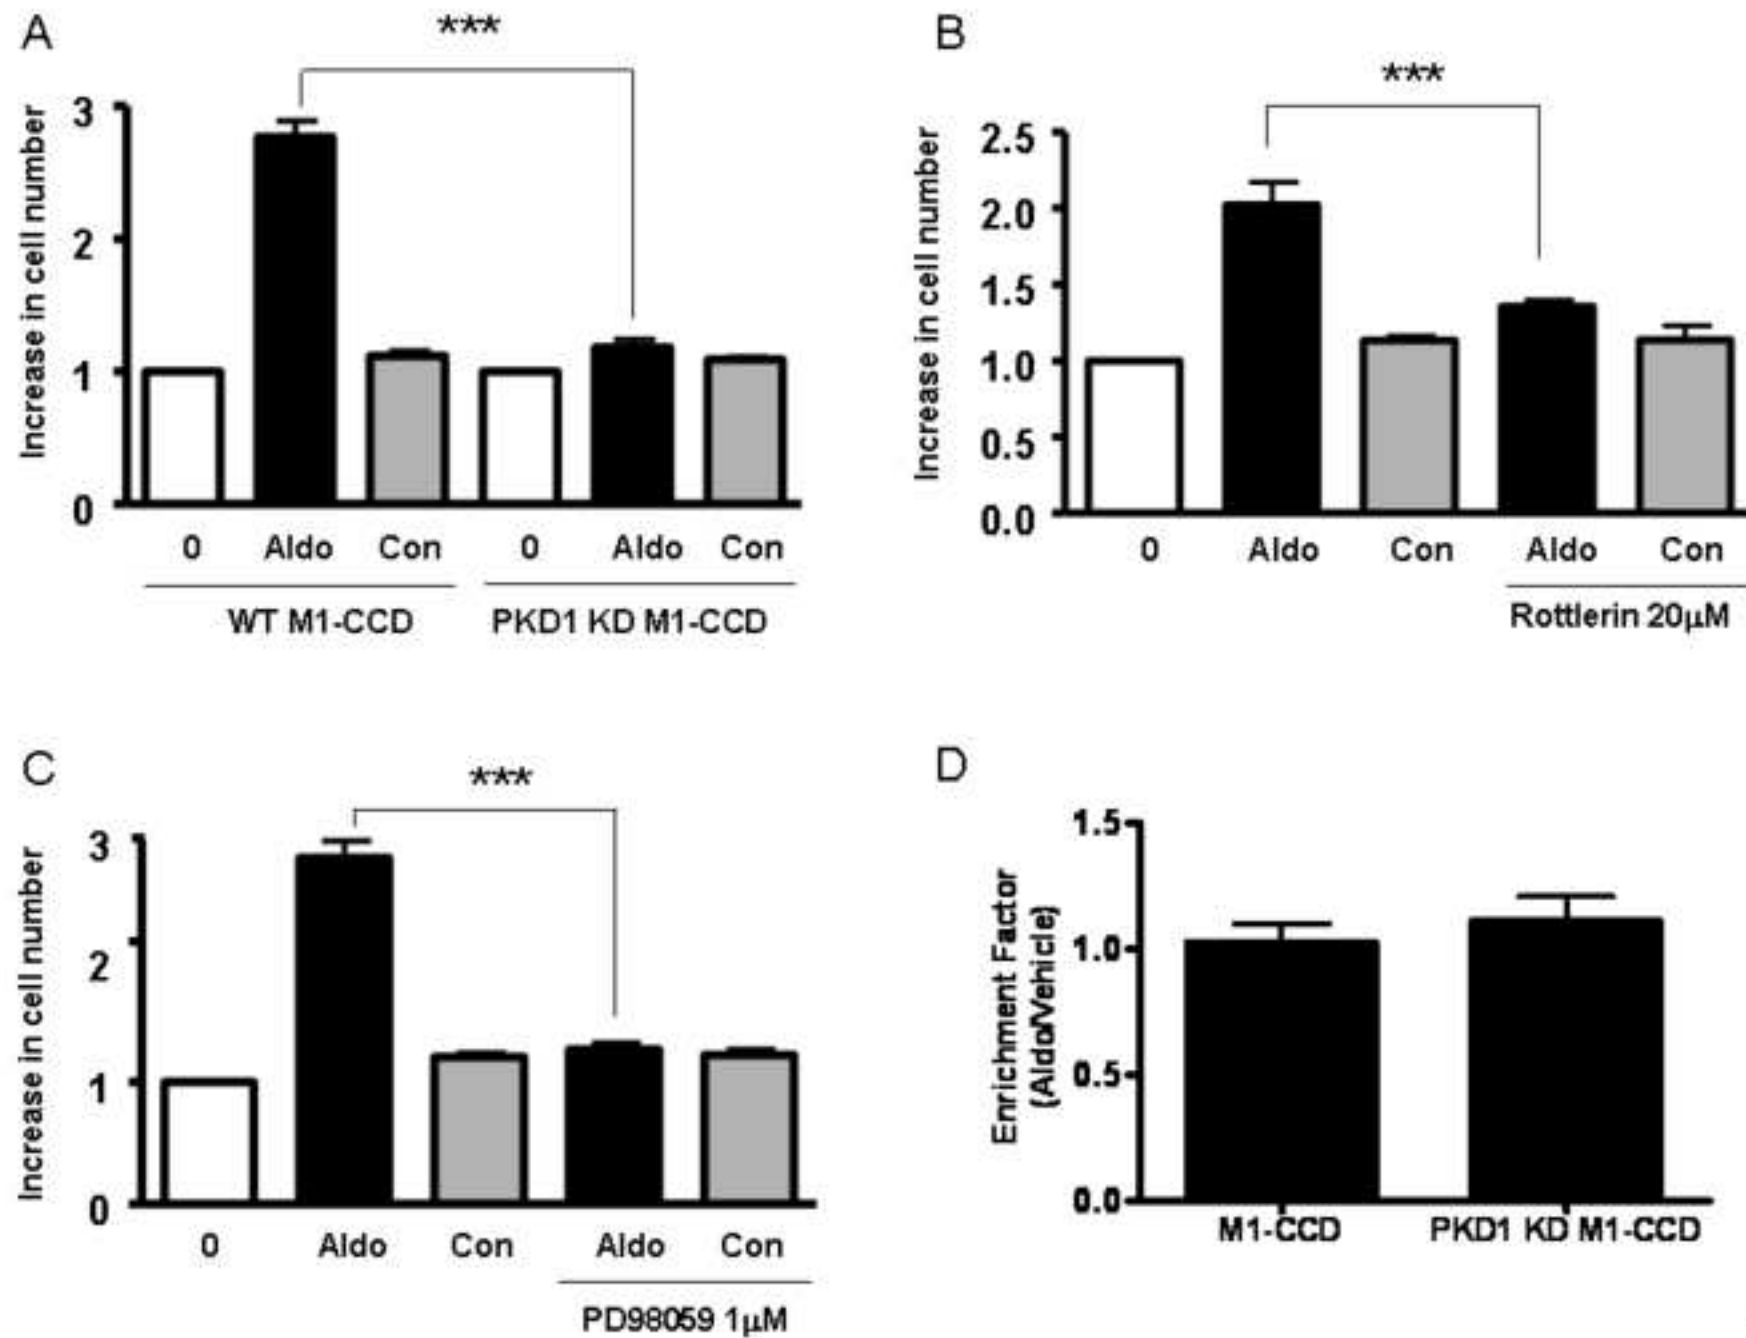 A
***
Increase in cell number
3
2
1
0
0 Aldo Con 0 Aldo Con
WT M1-CCD PKD1 KD M1-CCD
B
***
Increase in cell number
2.5
2.0
1.5
1.0
0.5
0.0
0 Aldo Con Aldo Con
Rottlerin 20μM
C
***
Increase in cell number
3
2
1
0
0 Aldo Con Aldo Con
PD98059 1μM
D
Enrichment Factor
(Aldo/Vehicle)
1.5
1.0
0.5
0.0
M1-CCD PKD1 KD M1-CCD